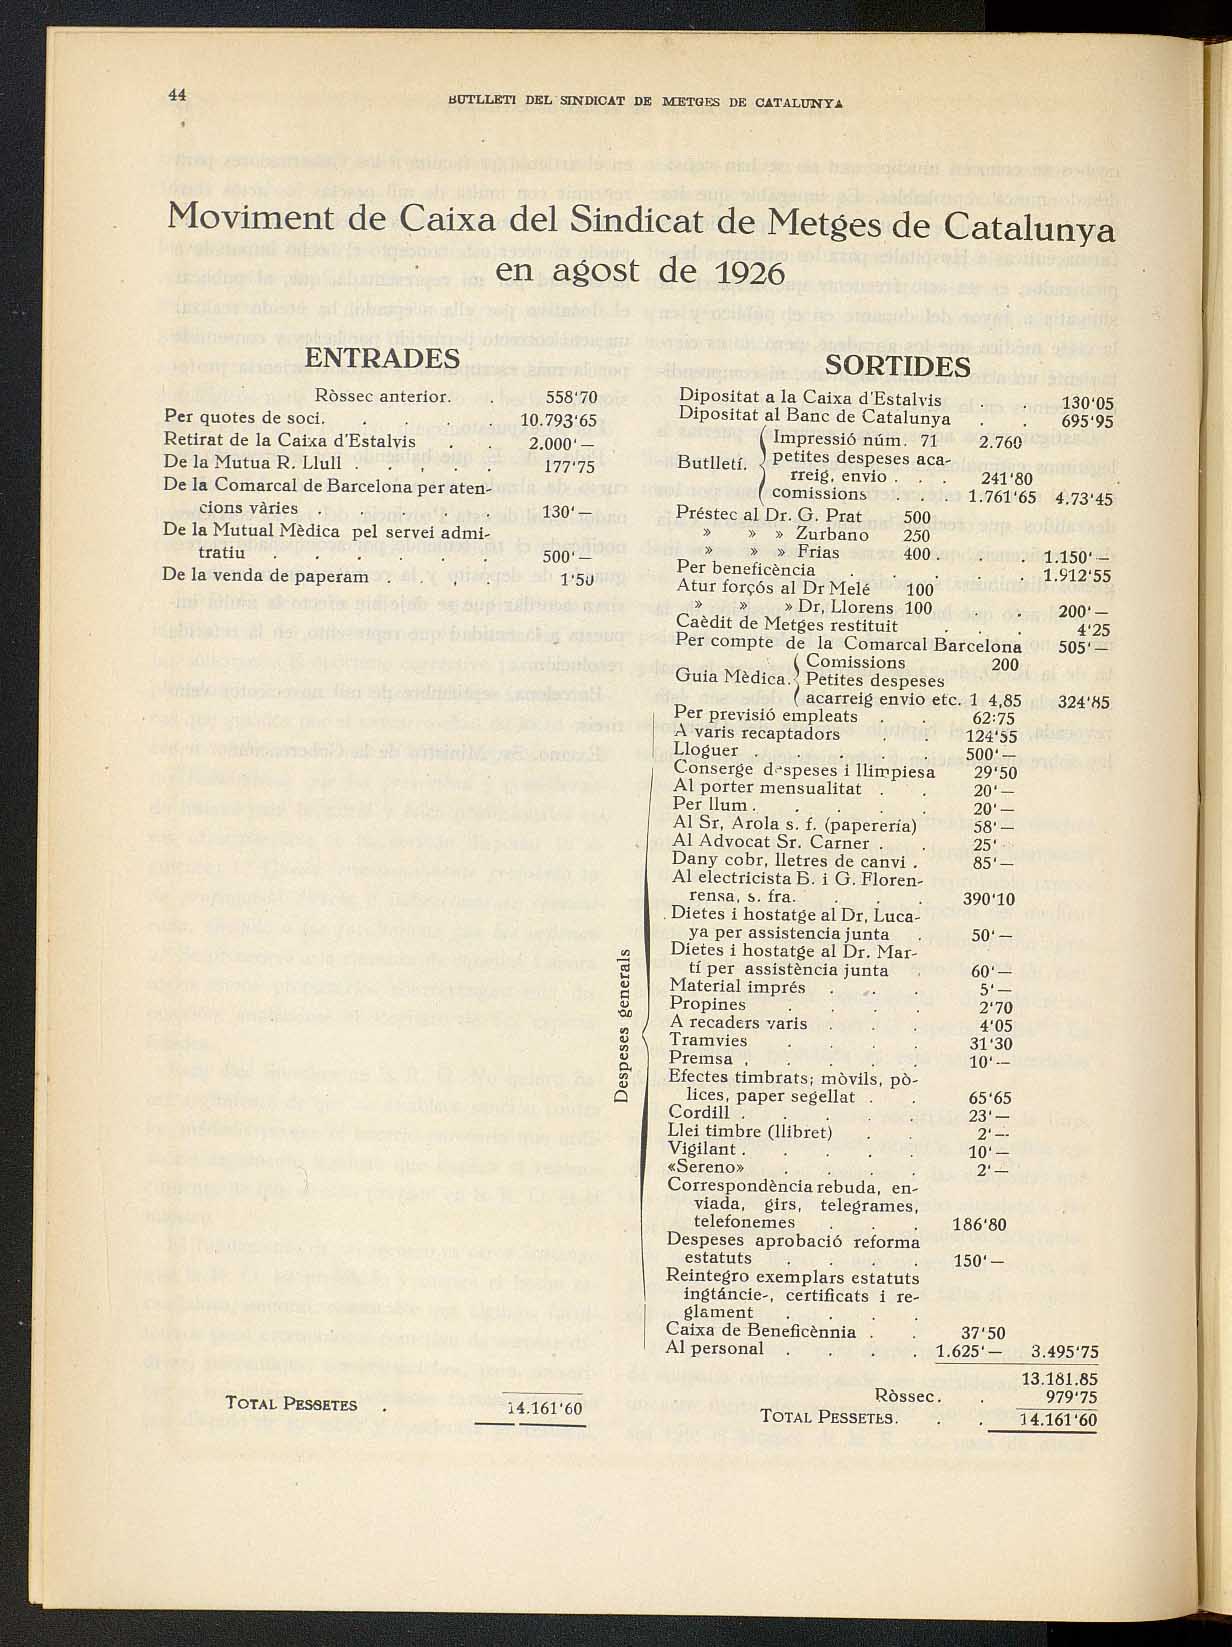 44
BUTLLETI DEL SINDICAT DE METGES DE CATALUNYA
Moviment de Caixa del Sindicat de Metges de Catalunya
en agost de 1926
ENTRADES
Ròssec anterior. . 558'70
Per quotes de soci. . . . . 10.793'65
Retirat de la Caixa d'Estalvis . . 2.000'—
De la Mutua R. Llull . . , . . 177'75
De la Comarcal de Barcelona per aten-
cions vàries . . . . . 130'—
De la Mutual Mèdica pel servei admi-
tratiu . . . . . . 500'—
De la venda de paperam . . , . 1'50
TOTAL PESSETES . 14.161'60
SORTIDES
Dipositat a la Caixa d'Estalvis . . 130'05
Dipositat al Banc de Catalunya . . 695'95
Impressió núm. 71 2.760
Butlletí. petites despeses aca-
rreig, envio . . . 241'80
comissions . . 1.761'65 4,73'45
Préstec al Dr. G. Prat 500
» » » Zurbano 250
» » » Frias 400 . . . 1.150'—
Per beneficència . . . . . 1.912'55
Atur forçós al Dr Melé 100
» » » Dr, Llorens 100 . . 200'—
Caèdit de Metges restituit . . . 4'25
Per compte de la Comarcal Barcelona 505'—
Comissions 200
Guia Mèdica. Petites despeses
acarreig envio etc. 1 4,85 324'85
Despeses generals
Per previsió empleats . . 62:75
A varis recaptadors . . 124'55
Lloguer . . . . 500'—
Conserge d-speses i llimpiesa 29'50
Al porter mensualitat . . 20'—
Per llum . . . . . 20'—
Al Sr, Arola s. f. (papereria) 58'—
Al Advocat Sr. Carner . . 25'
Dany cobr, lletres de canvi . 85'—
Al electricista B. i G. Floren-
rensa, s. fra. . . . 390'10
Dietes i hostatge al Dr, Luca-
ya per assistencia junta . 50'—
Dietes i hostatge al Dr. Mar-
tí per assistència junta . 60'—
Material imprés . . . 5'—
Propines . . . . 2'70
A recaders varis . . . 4'05
Tramvies . . . . 31'30
Premsa , . . . . 10'—
Efectes timbrats; mòvils, pò-
lices, paper segellat . . 65'65
Cordill . . . . . 23'—
Llei timbre (llibret) . . 2'—
Vigilant . . . . . 10'—
«Sereno» . . . . 2'—
Correspondència rebuda, en-
viada, girs, telegrames,
telefonemes . . . 186'80
Despeses aprobació reforma
estatuts . . . . 150'—
Reintegro exemplars estatuts
ingtáncie-, certificats i re-
glament . . . .
Caixa de Beneficènnia . . 37'50
Al personal . . . . 1.625'— 3.495'75
13.181.85
Ròssec. . 979'75
TOTAL PESSETES. . . 14.161'60